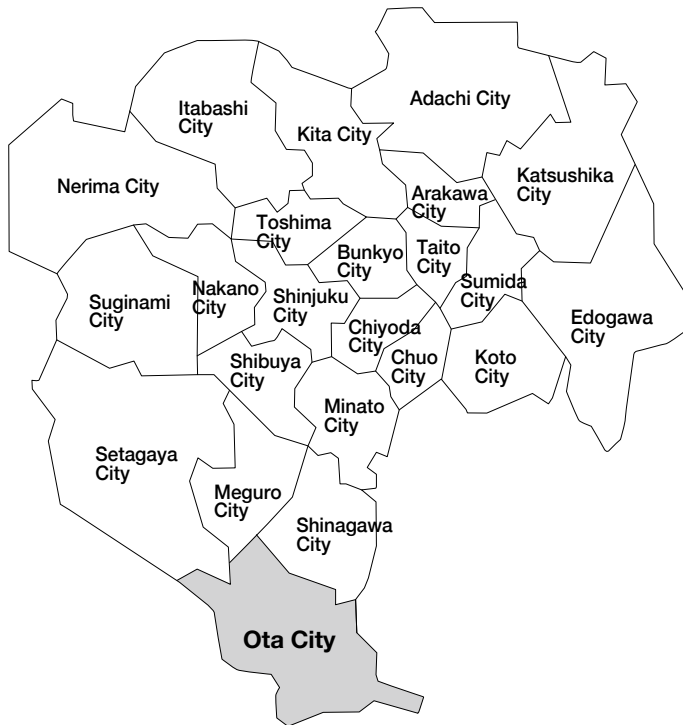 Adachi City
Itabashi
City
Kita City
Nerima City
Katsushika
City
Arakawa
City
Toshima
City
Bunkyo
City
Taito
City
Sumida
City
Suginami
City
Nakano
City
Shinjuku
City
Edogawa
City
Chiyoda
City
Shibuya
City
Chuo
City
Koto
City
Minato
City
Setagaya
City
Meguro
City
Shinagawa
City
Ota City